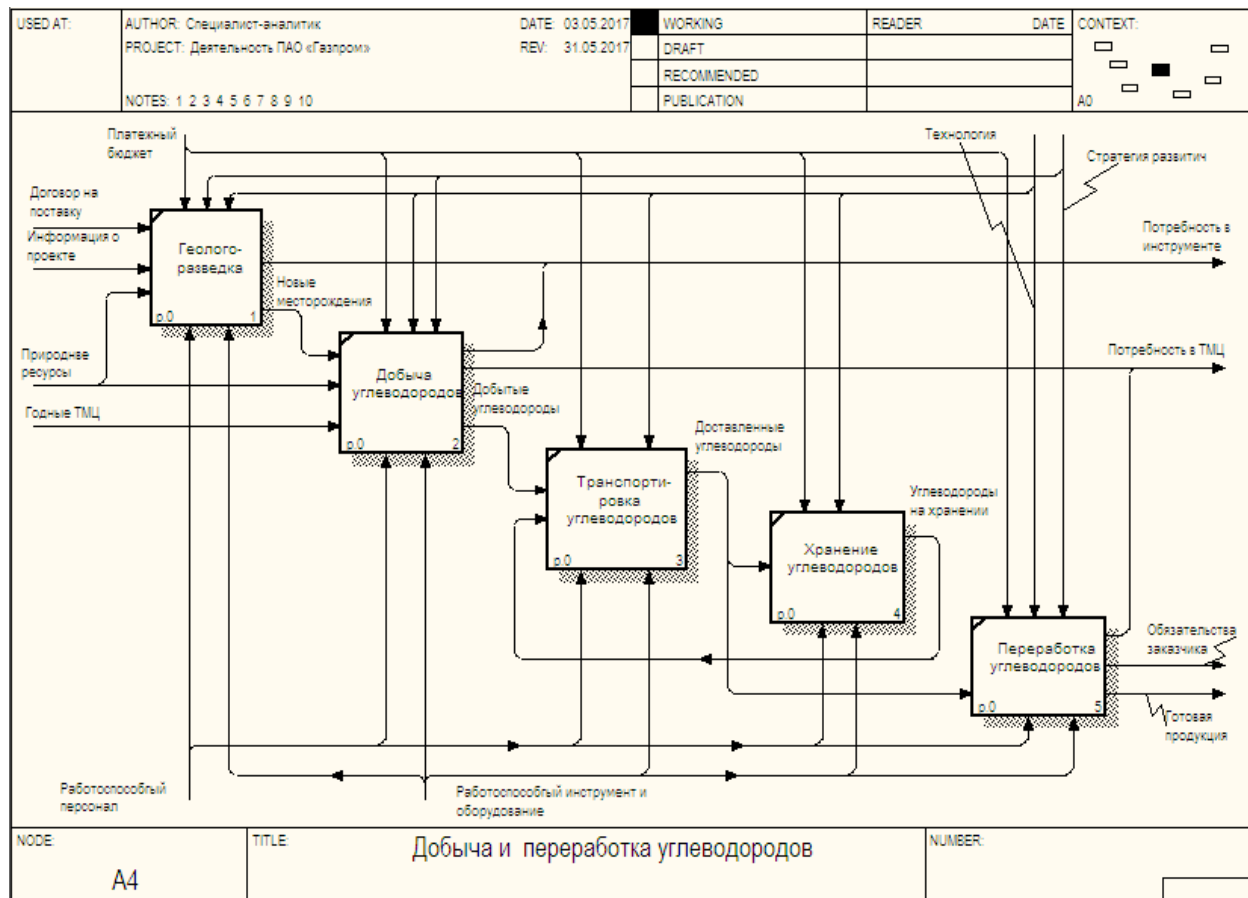 USED AT:
AUTHOR: Специалист-аналитик
DATE: 03.05.2017
WORKING
READER
DATE
CONTEXT:
PROJECT: Деятельность ПАО «Газпром»
REV: 31.05.2017
DRAFT
RECOMMENDED
NOTES: 1 2 3 4 5 6 7 8 9 10
PUBLICATION
A0
Платежный
бюджет
Технология
Стратегия развитич
Договор на
поставку
Информация о
проекте
Геолого-
разведка
p.0
1
Потребность в
инструменте
Новые
месторождения
Природнве
ресурсы
Добыча
углеводородов
p.0
2
Потребность в ТМЦ
Годные ТМЦ
Добытые
углеводороды
Доставленные
углеводороды
Транспорти-
ровка
углеводородов
p.0
3
Углеводороды
на хранении
Хранение
углеводородов
p.0
4
Переработка
углеводородов
p.0
5
Обязательства
заказчика
Готовая
продукция
Работоспособгый
персонал
Работоспособгый инструмент и
оборудование
NODE:
A4
TITLE:
Добыча и переработка углеводородов
NUMBER: